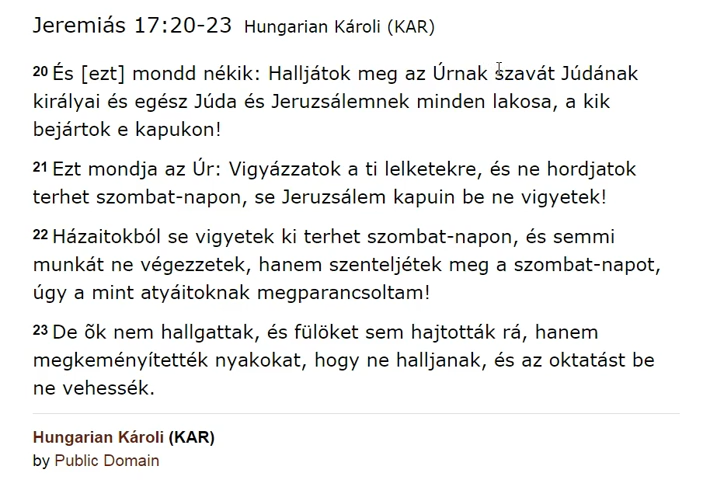 Jeremiás 17:20-23 Hungarian Károli (KAR)
20 És [ezt] mondd nékik: Halljátok meg az Úrnak szavát Júdának
királyai és egész Júda és Jeruzsálemnek minden lakosa, a kik
bejártok e kapukon!
21 Ezt mondja az Úr: Vigyázzatok a ti lelketekre, és ne hordjatok
terhet szombat-napon, se Jeruzsálem kapuin be ne vigyetek!
22 Házaitokból se vigyetek ki terhet szombat-napon, és semmi
munkát ne végezzetek, hanem szenteljétek meg a szombat-napot,
úgy a mint atyáitoknak megparancsoltam!
23 De õk nem hallgattak, és fülöket sem hajtották rá, hanem
megkeményítették nyakokat, hogy ne halljanak, és az oktatást be
ne vehessék.
Hungarian Károli (KAR)
by Public Domain